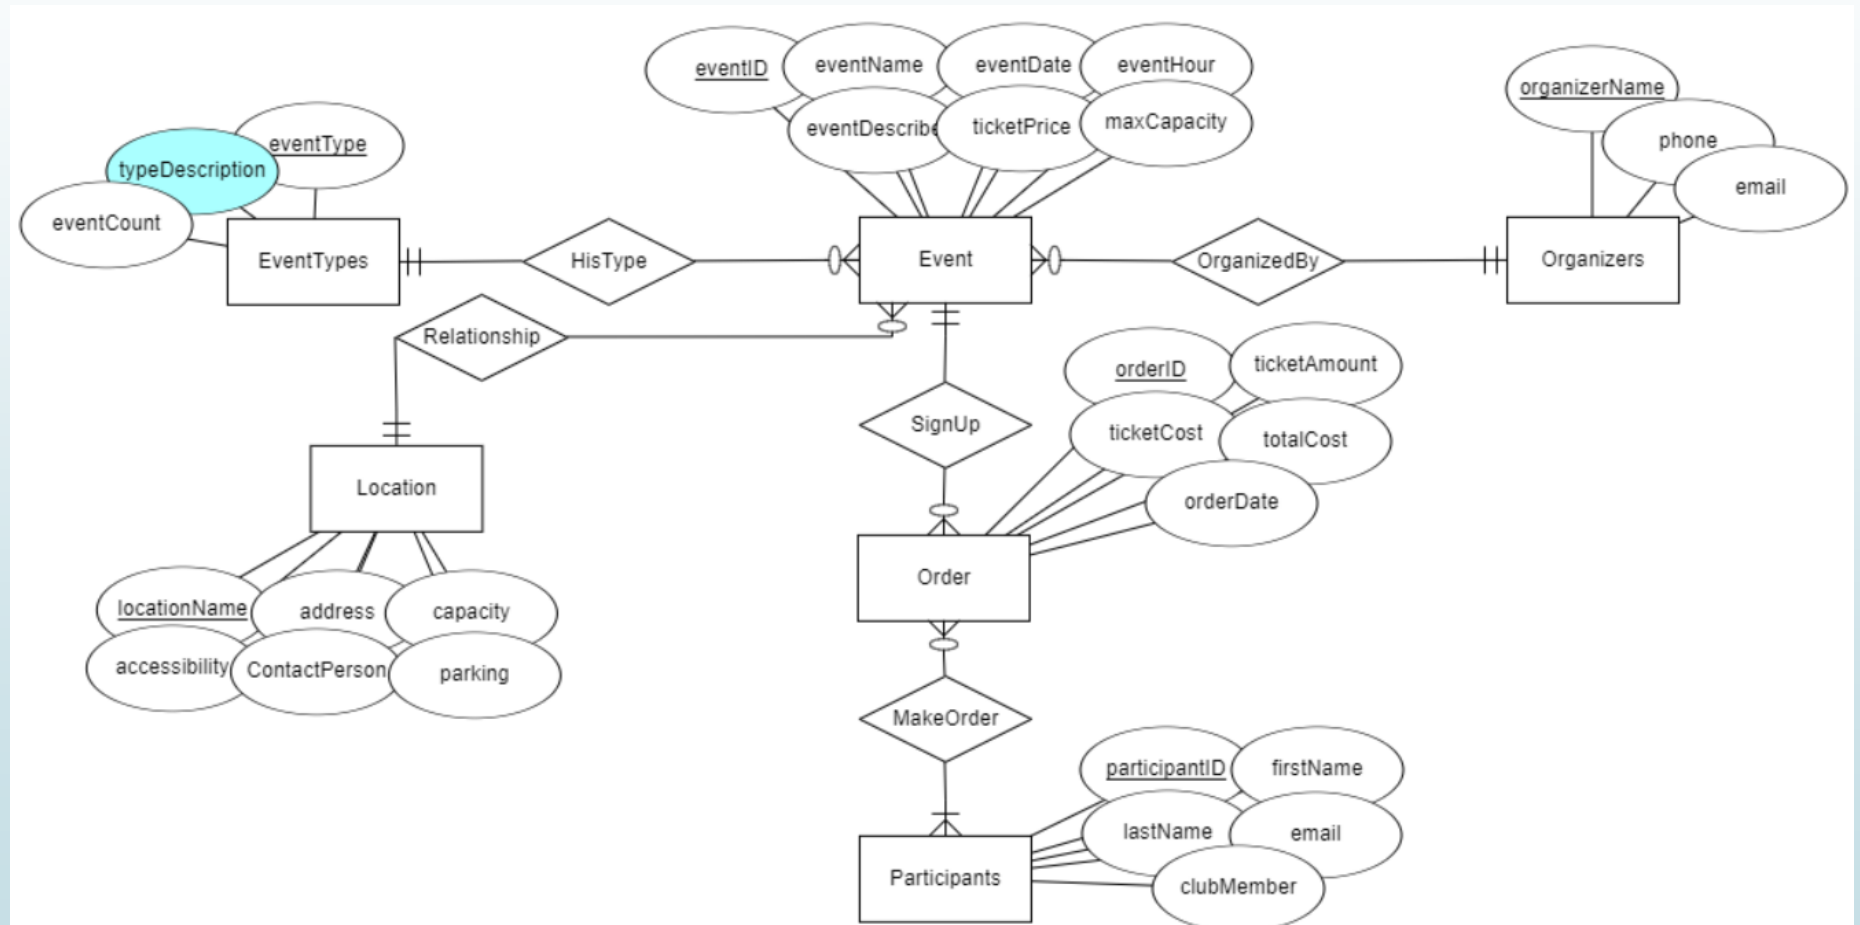 eventID
eventName
eventDate
eventHour
eventDescribe
ticketPrice
maxCapacity
organizerName
phone
email
eventType
typeDescription
eventCount
EventTypes
HisType
Event
OrganizedBy
Organizers
Relationship
SignUp
orderID
ticketAmount
ticketCost
totalCost
orderDate
Location
Order
locationName
address
capacity
accessibility
ContactPerson
parking
MakeOrder
participantID
firstName
lastName
email
clubMember
Participants